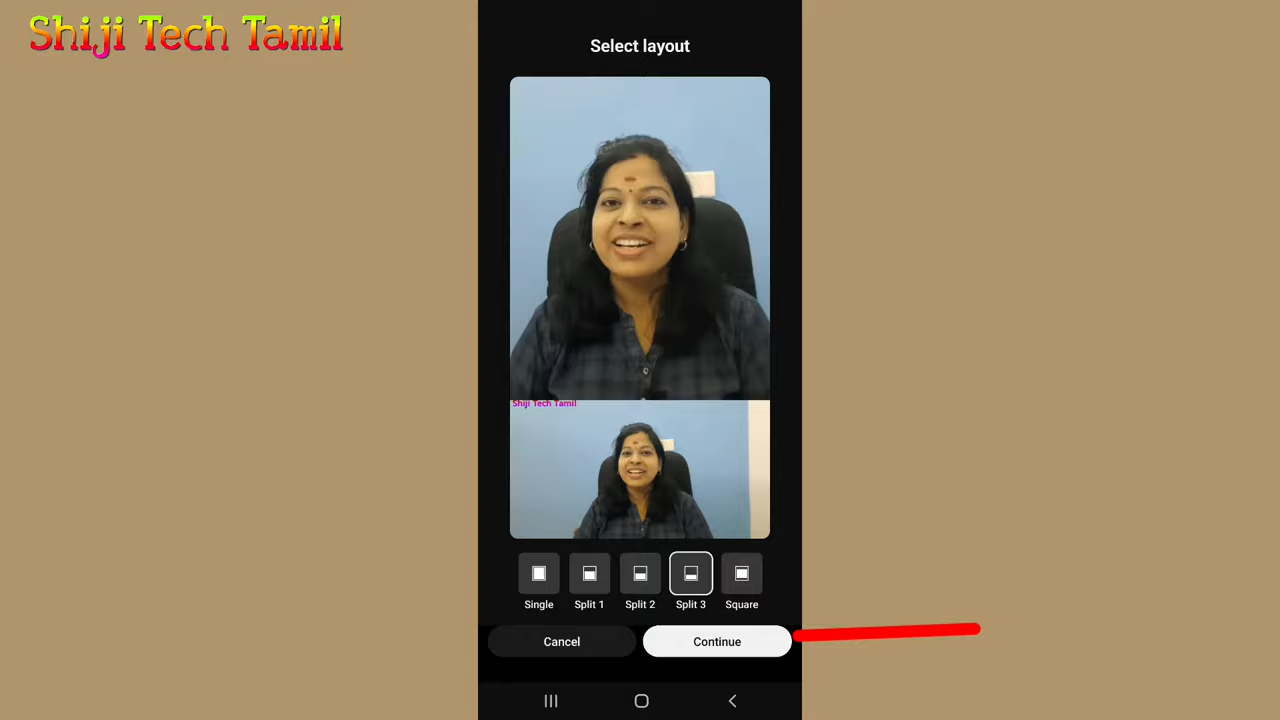 Shiji Tech Tamil
Select layout
Shiji Tech Tamil
Single Split 1 Split 2 Split 3 Square
Cancel Continue